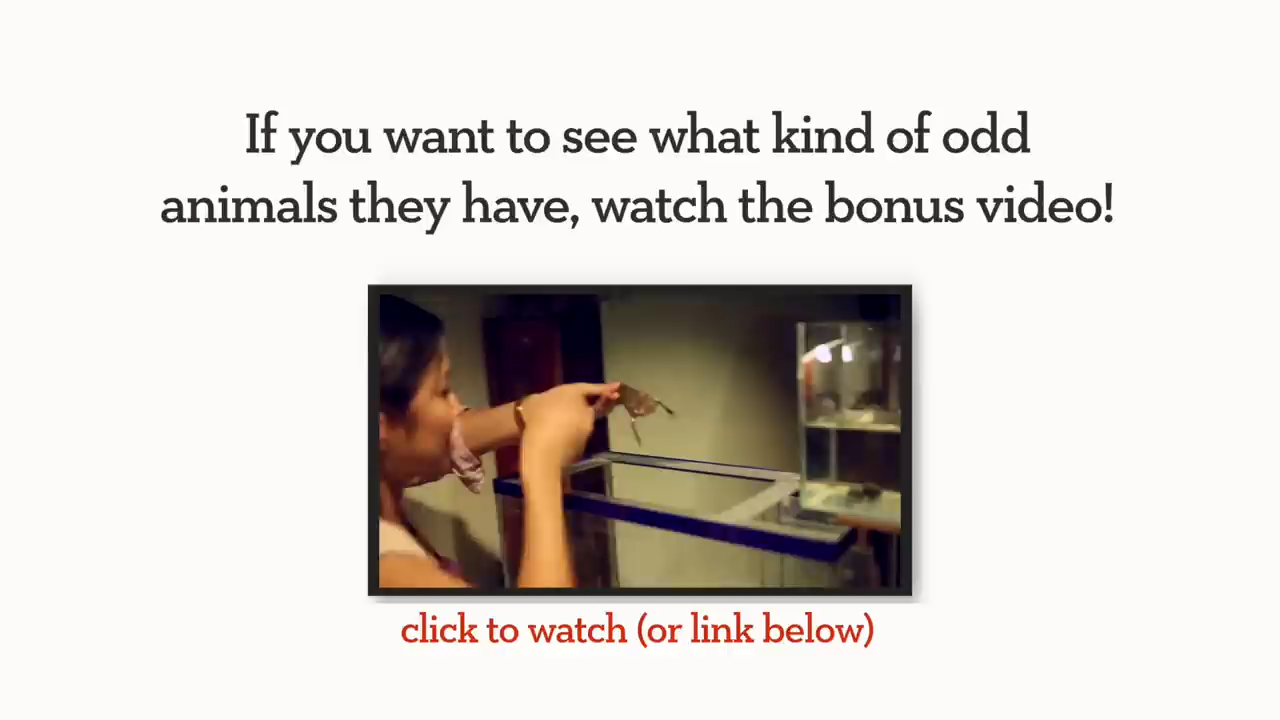 If you want to see what kind of odd
animals they have, watch the bonus video!
click to watch (or link below)